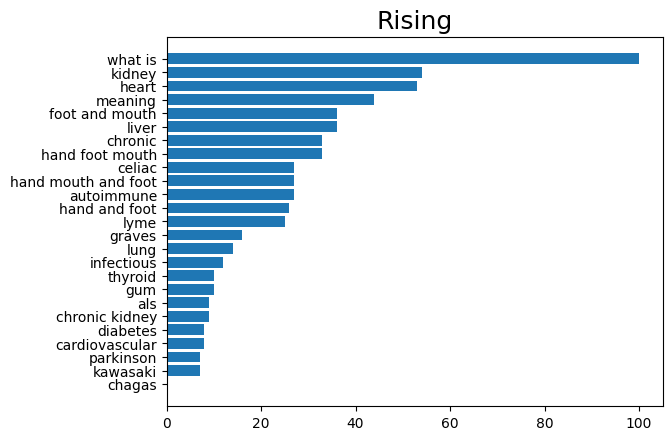 Rising
what is
kidney
heart
meaning
foot and mouth
liver
chronic
hand foot mouth
celiac
hand mouth and foot
autoimmune
hand and foot
lyme
graves
lung
infectious
thyroid
gum
als
chronic kidney
diabetes
cardiovascular
parkinson
kawasaki
chagas
0 20 40 60 80 100